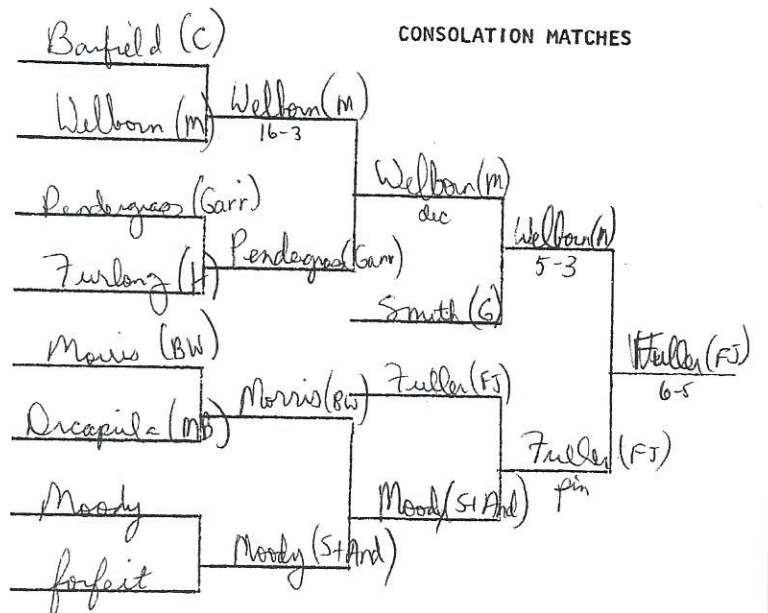 CONSOLATION MATCHES
Barfield (C)
Welborn (M)
Welborn (M)
16-3
Pendergrass (Garr)
Furlong (H)
Pendergrass (Garr)
Welborn (M)
dec
Smith (G)
Welborn (M)
5-3
Morris (BW)
Morris (BW)
Moody
forfeit
Moody (St And)
Fuller (FJ)
Moody (St And)
Fuller (FJ)
pin
Fuller (FJ)
6-5